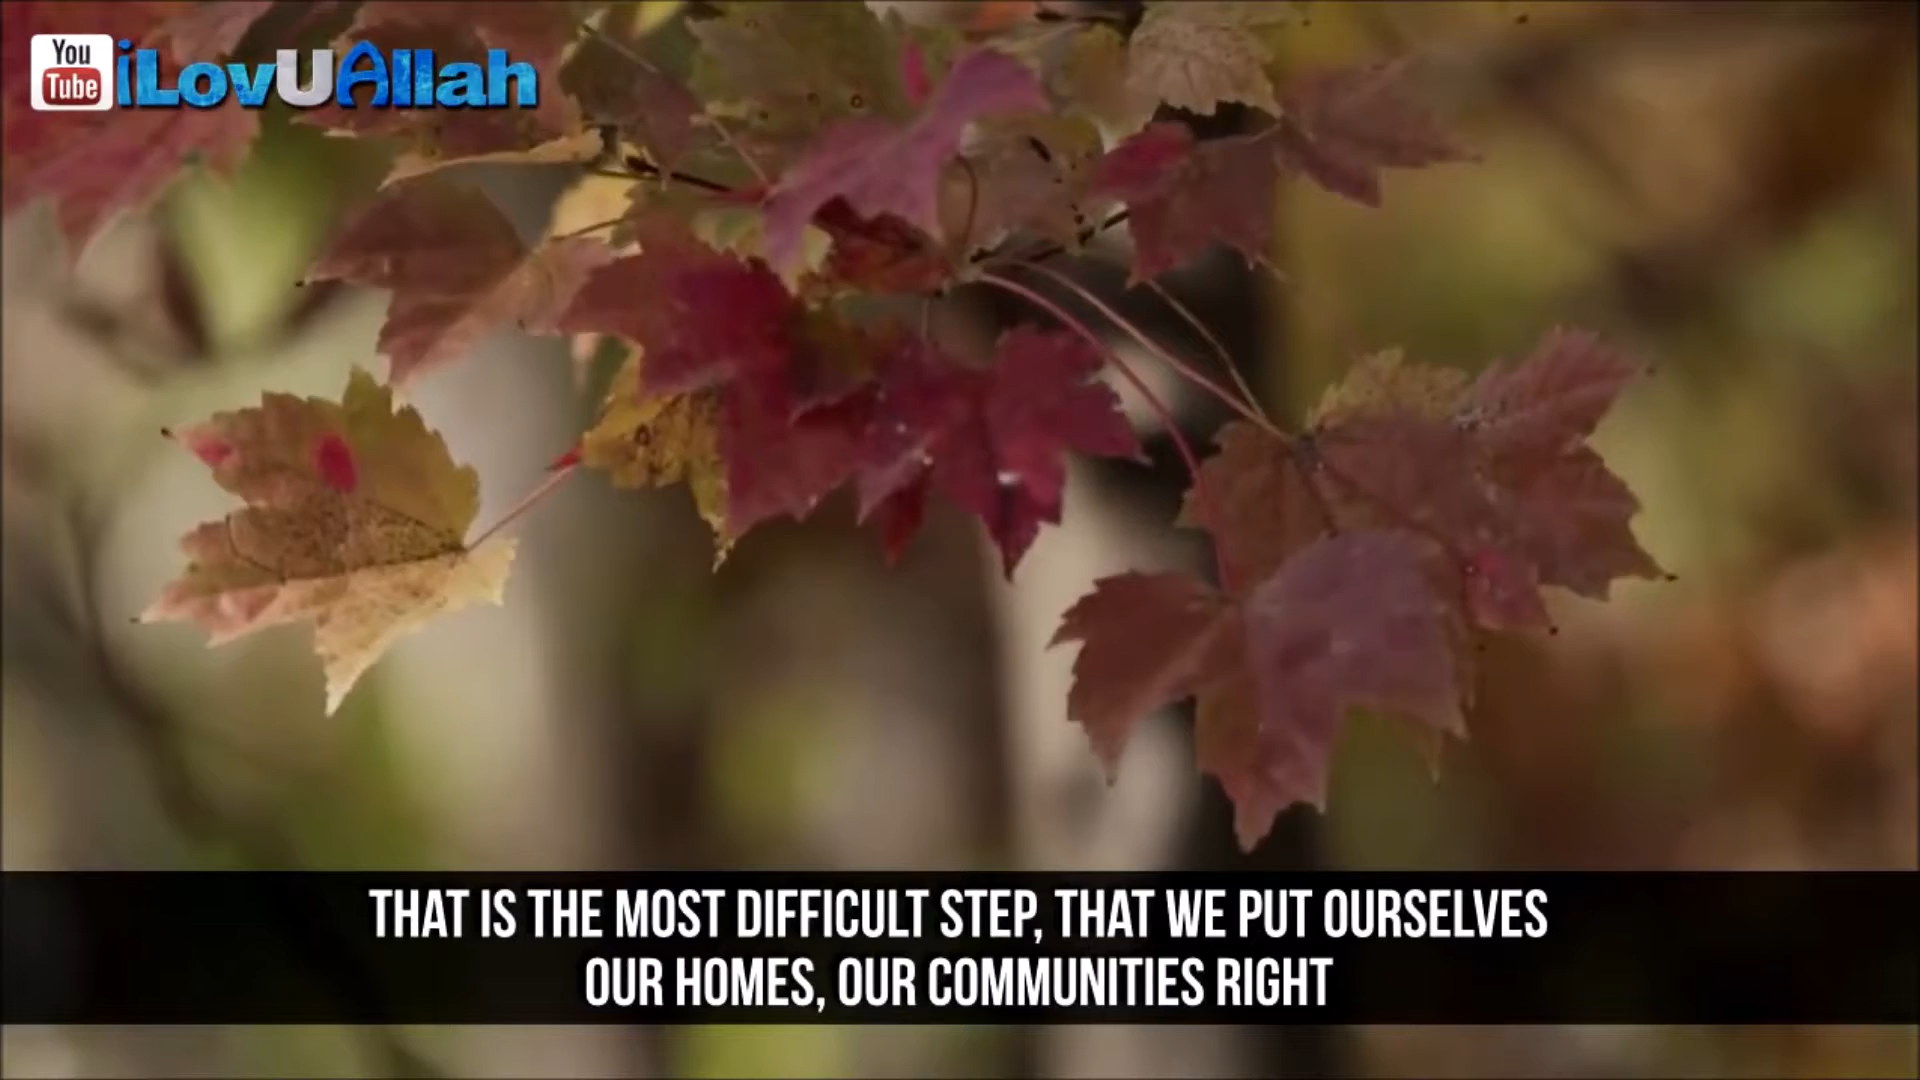 You
Tube iLovUAllah
THAT IS THE MOST DIFFICULT STEP, THAT WE PUT OURSELVES
OUR HOMES, OUR COMMUNITIES RIGHT